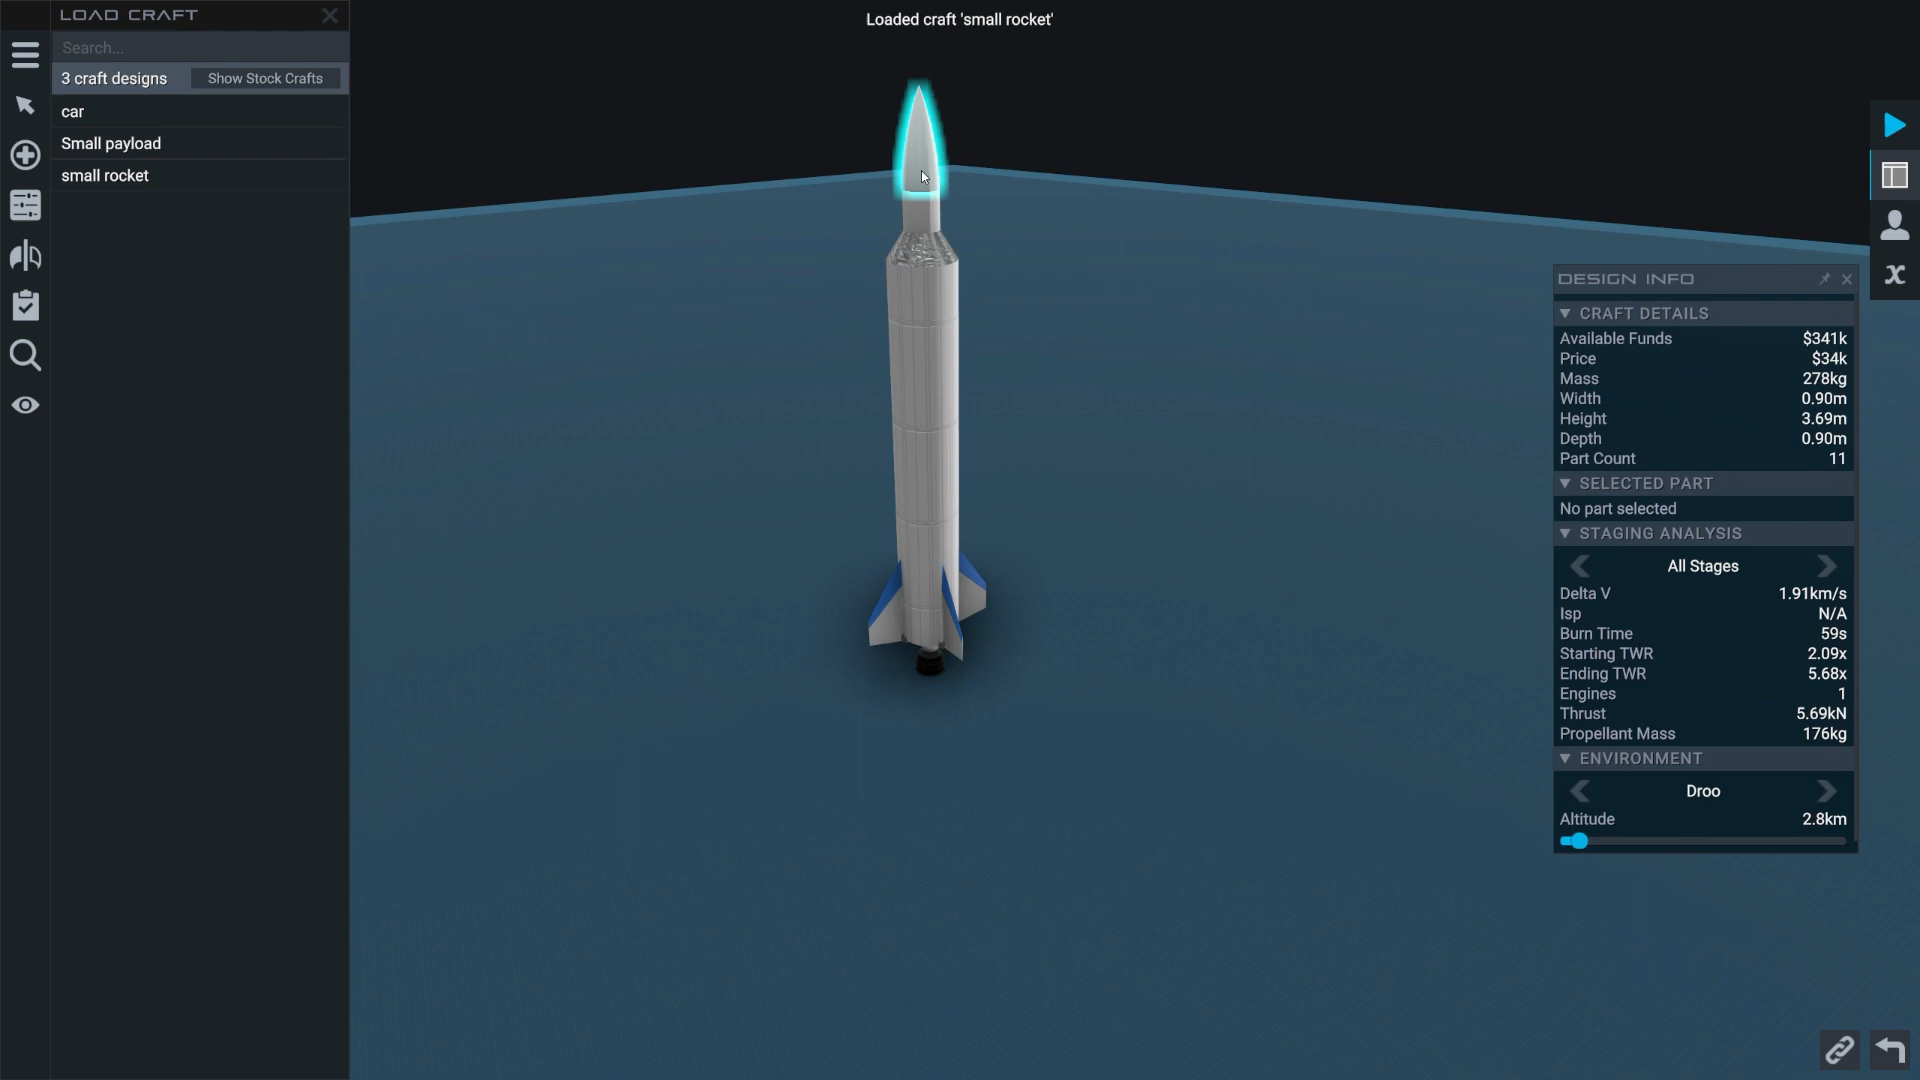 LOAD CRAFT
Loaded craft 'small rocket'
Search...
3 craft designs Show Stock Crafts
car
Small payload
small rocket
DESIGN INFO
CRAFT DETAILS
Available Funds $341k
Price $34k
Mass 278kg
Width 0.90m
Height 3.69m
Depth 0.90m
Part Count 11
SELECTED PART
No part selected
STAGING ANALYSIS
All Stages
Delta V 1.91km/s
Isp N/A
Burn Time 59s
Starting TWR 2.09x
Ending TWR 5.68x
Engines 1
Thrust 5.69kN
Propellant Mass 176kg
ENVIRONMENT
Droo
Altitude 2.8km